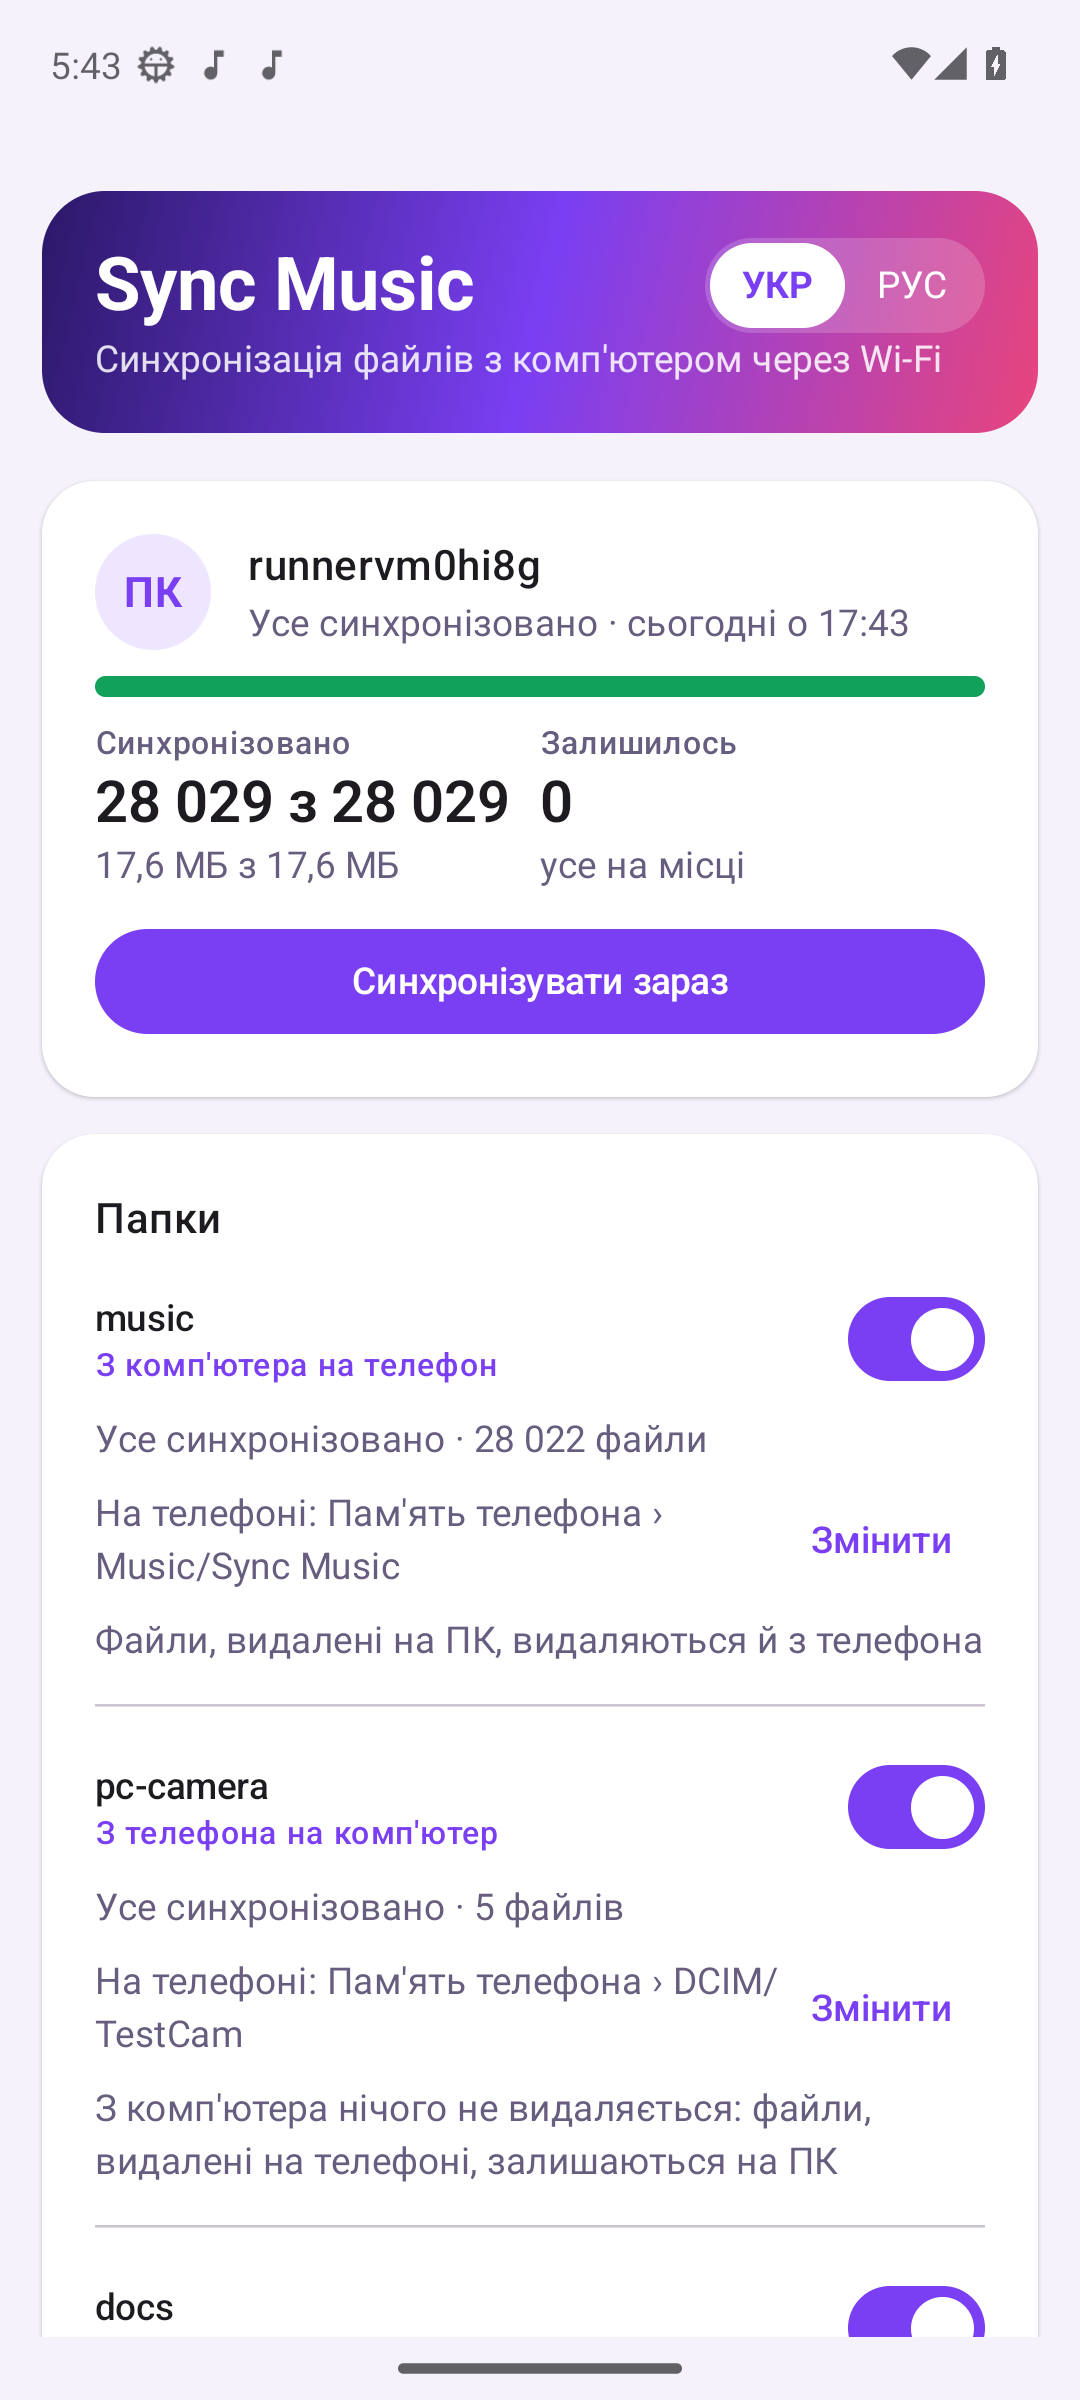 5:43
Sync Music
УКР
РУС
Синхронізація файлів з комп'ютером через Wi-Fi
ПК
runnervm0hi8g
Усе синхронізовано · сьогодні о 17:43
Синхронізовано
Залишилось
28 029 з 28 029
0
17,6 МБ з 17,6 МБ
усе на місці
Синхронізувати зараз
Папки
music
З комп'ютера на телефон
Усе синхронізовано · 28 022 файли
На телефоні: Пам'ять телефона ›
Music/Sync Music
Змінити
Файли, видалені на ПК, видаляються й з телефона
pc-camera
З телефона на комп'ютер
Усе синхронізовано · 5 файлів
На телефоні: Пам'ять телефона › DCIM/
TestCam
Змінити
З комп'ютера нічого не видаляється: файли,
видалені на телефоні, залишаються на ПК
docs